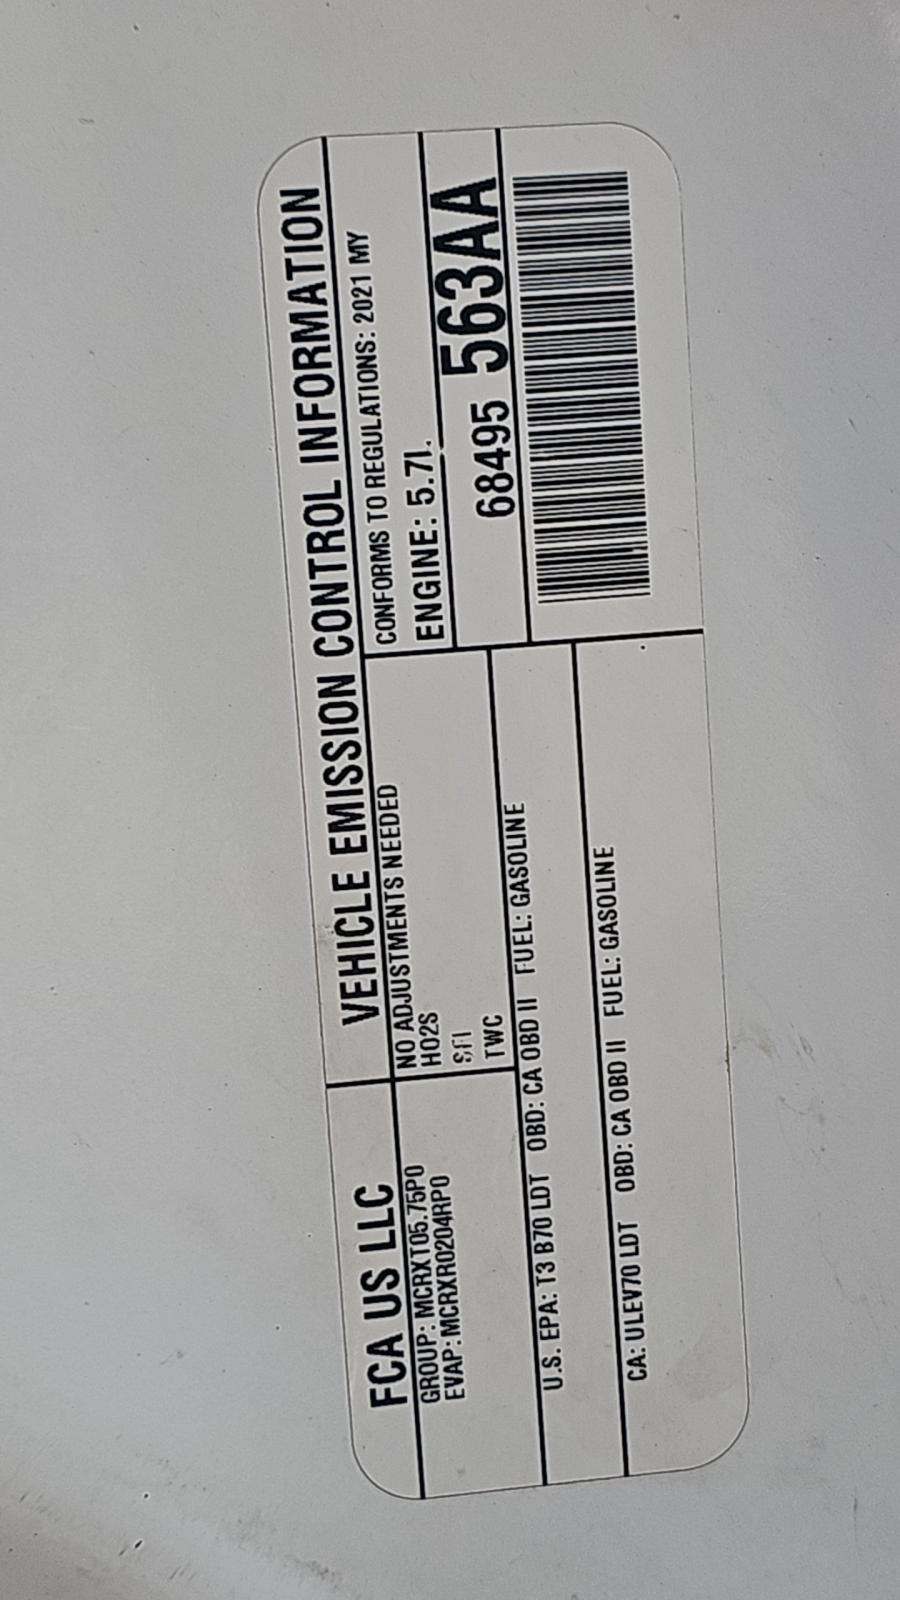 FCA US LLC
VEHICLE EMISSION CONTROL INFORMATION
GROUP: MCRXT05.75P0
EVAP: MCRXR0204RP0
NO ADJUSTMENTS NEEDED
HO2S
SFI
TWC
CONFORMS TO REGULATIONS: 2021 MY
ENGINE: 5.7L
68495 563AA
U.S. EPA: T3 B70 LDT OBD: CA OBD II FUEL: GASOLINE
CA: ULEV70 LDT OBD: CA OBD II FUEL: GASOLINE